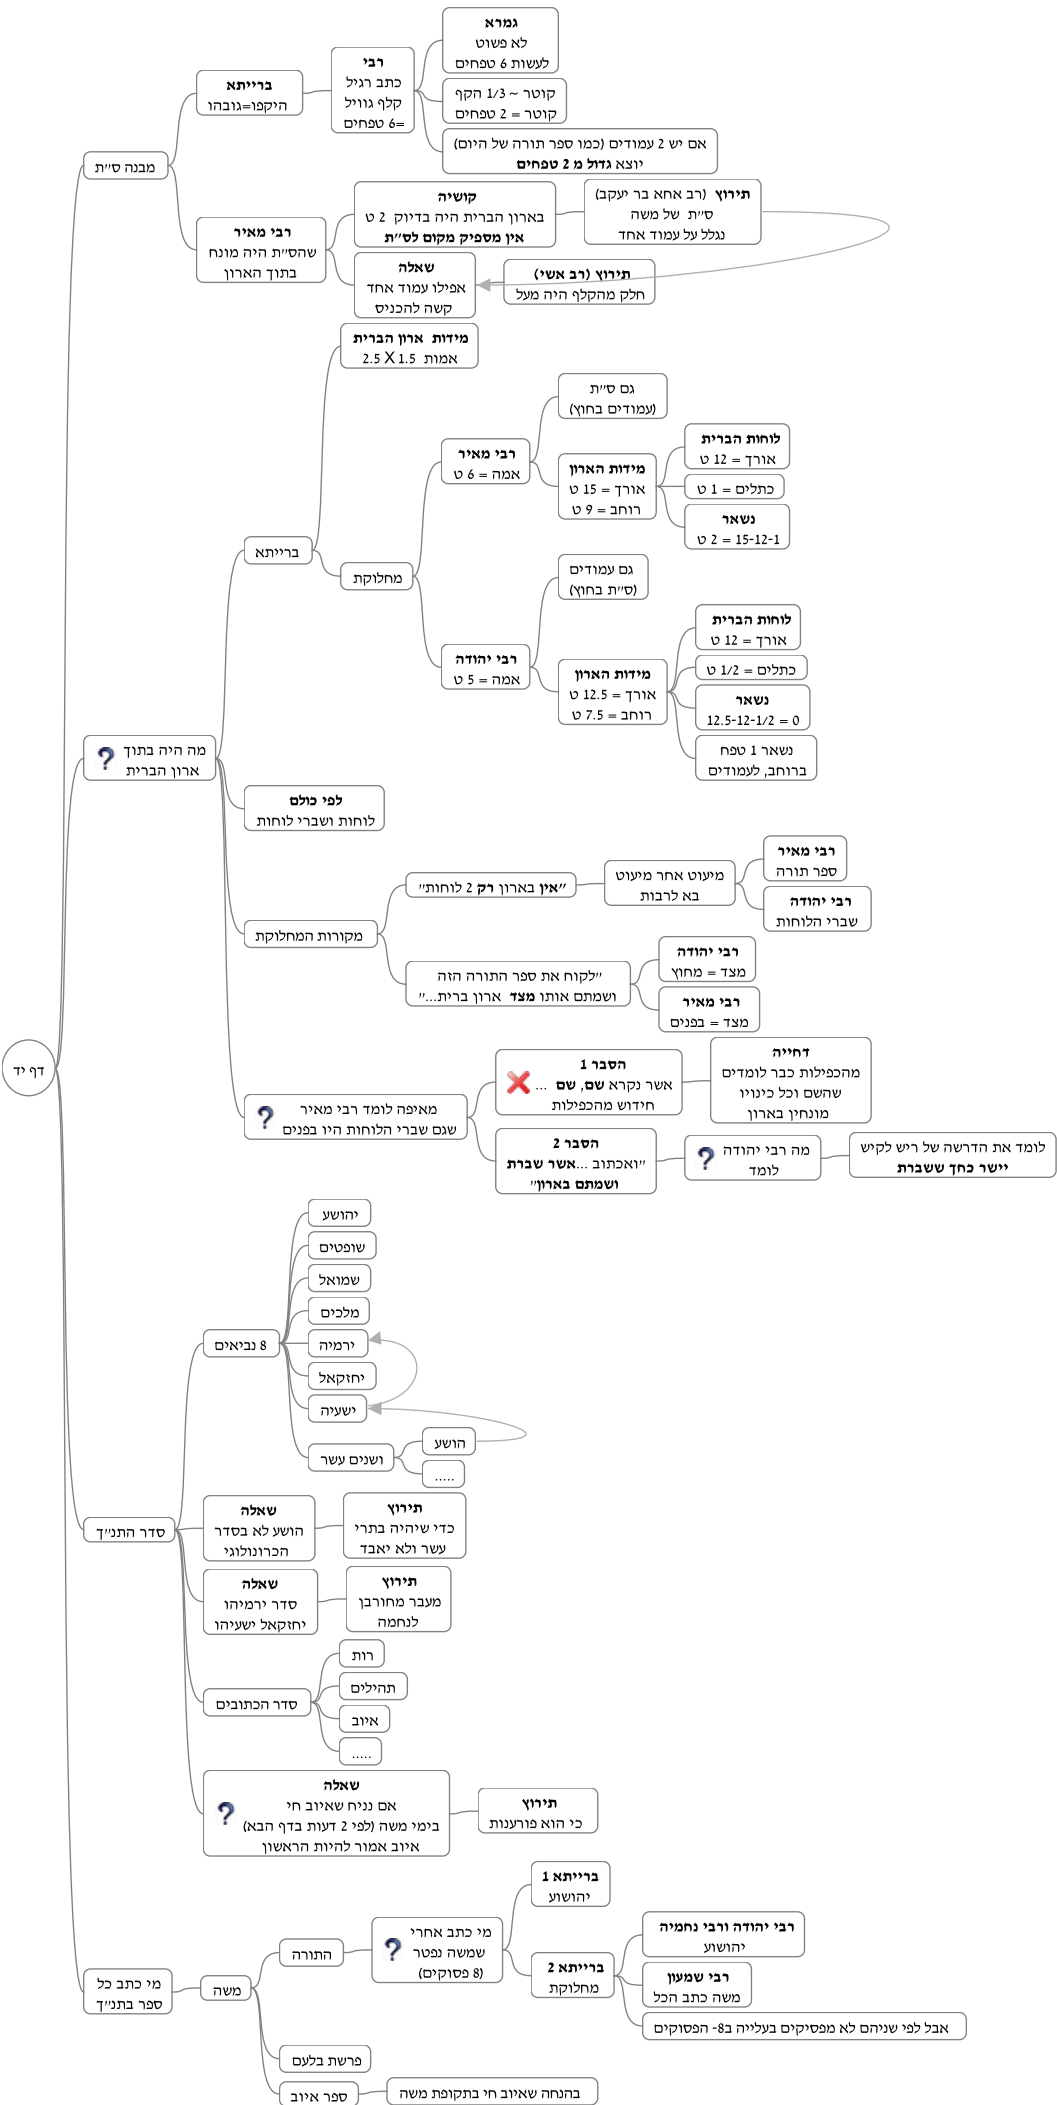 דף יד
מבנה ס"ת
ברייתא
היקפו=גובהו
רבי
כתב רגיל
קלף גוויל
=6 טפחים
גמרא
לא פשוט
לעשות 6 טפחים
קוטר ~ 1/3 הקף
קוטר = 2 טפחים
אם יש 2 עמודים (כמו ספר תורה של היום)
יוצא גדול מ 2 טפחים
רבי מאיר
שהס"ת היה מונח
בתוך הארון
קושיה
בארון הברית היה בדיוק 2 ט
אין מספיק מקום לס"ת
תירוץ (רב אחא בר יעקב)
ס"ת של משה
נגלל על עמוד אחד
שאלה
אפילו עמוד אחד
קשה להכניס
תירוץ (רב אשי)
חלק מהקלף היה מעל
מה היה בתוך
ארון הברית
ברייתא
מידות ארון הברית
אמות 1.5 X 2.5
מחלוקת
רבי מאיר
אמה = 6 ט
גם ס"ת
(עמודים בחוץ)
מידות הארון
אורך = 15 ט
רוחב = 9 ט
לוחות הברית
אורך = 12 ט
כתלים = 1 ט
נשאר
15-12-1 = 2 ט
רבי יהודה
אמה = 5 ט
גם עמודים
(ס"ת בחוץ)
מידות הארון
אורך = 12.5 ט
רוחב = 7.5 ט
לוחות הברית
אורך = 12 ט
כתלים = 1/2 ט
נשאר
12.5-12-1/2 = 0
נשאר 1 טפח
ברוחב, לעמודים
לפי כולם
לוחות ושברי לוחות
מקורות המחלוקת
"אין בארון רק 2 לוחות"
מיעוט אחר מיעוט
בא לרבות
רבי מאיר
ספר תורה
רבי יהודה
שברי הלוחות
"לקוח את ספר התורה הזה
ושמתם אותו מצד ארון ברית..."
רבי יהודה
מצד = מחוץ
רבי מאיר
מצד = בפנים
מאיפה לומד רבי מאיר
שגם שברי הלוחות היו בפנים
הסבר 1
אשר נקרא שם, שם ...
חידוש מהכפילות
דחייה
מהכפילות כבר לומדים
שהשם וכל כינויו
מונחין בארון
הסבר 2
"ואכתוב ...אשר שברת
ושמתם בארון"
מה רבי יהודה
לומד
לומד את הדרשה של ריש לקיש
יישר כחך ששברת
סדר התנ"ך
8 נביאים
יהושע
שופטים
שמואל
מלכים
ירמיה
יחזקאל
ישעיה
ושנים עשר
הושע
.....
שאלה
הושע לא בסדר
הכרונולוגי
תירוץ
כדי שיהיה בתרי
עשר ולא יאבד
שאלה
סדר ירמיהו
יחזקאל ישעיהו
תירוץ
מעבר מחורבן
לנחמה
סדר הכתובים
רות
תהילים
איוב
.....
שאלה
אם נניח שאיוב חי
בימי משה (לפי 2 דעות בדף הבא)
איוב אמור להיות הראשון
תירוץ
כי הוא פורענות
מי כתב כל
ספר בתנ"ך
משה
התורה
מי כתב אחרי
שמשה נפטר
(8 פסוקים)
ברייתא 1
יהושוע
ברייתא 2
מחלוקת
רבי יהודה ורבי נחמיה
יהושוע
רבי שמעון
משה כתב הכל
אבל לפי שניהם לא מפסיקים בעלייה ב8- הפסוקים
פרשת בלעם
ספר איוב
בהנחה שאיוב חי בתקופת משה